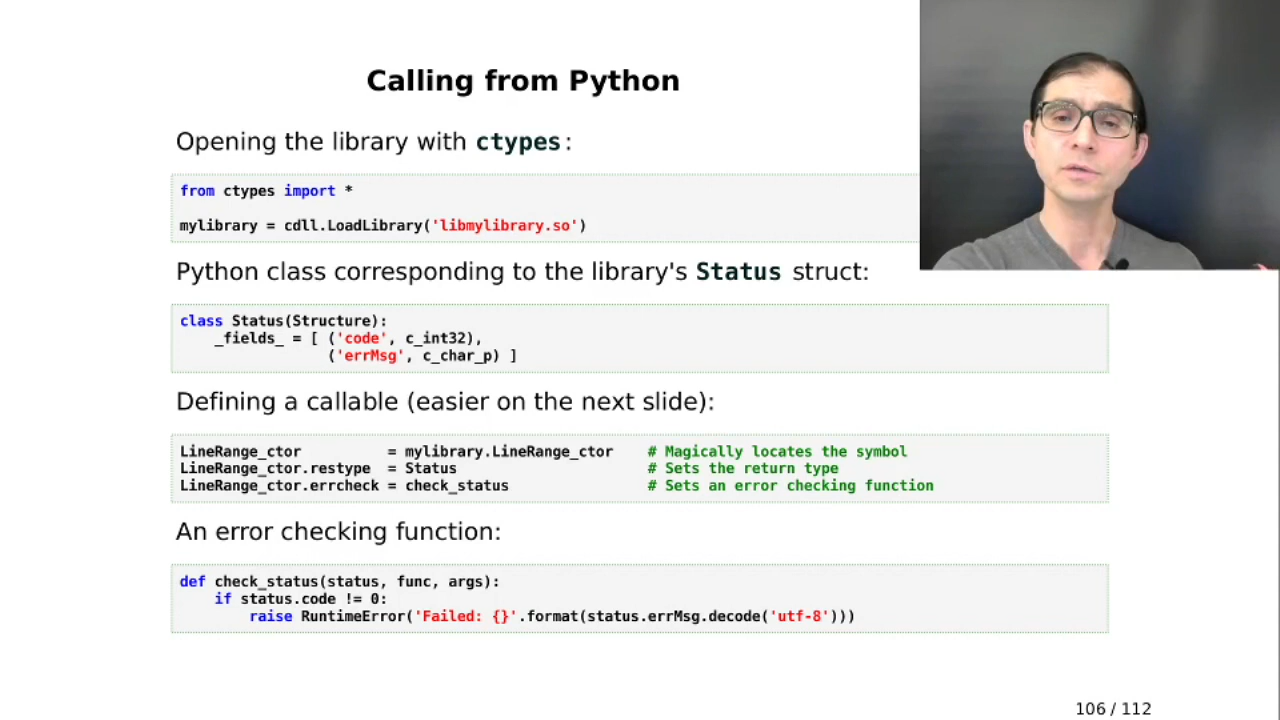 Calling from Python
Opening the library with ctypes:
from ctypes import *
mylibrary = cdll.LoadLibrary('libmylibrary.so')
Python class corresponding to the library's Status struct:
class Status(Structure):
    _fields_ = [ ('code', c_int32),
                 ('errMsg', c_char_p) ]
Defining a callable (easier on the next slide):
LineRange_ctor          = mylibrary.LineRange_ctor    # Magically locates the symbol
LineRange_ctor.restype  = Status                      # Sets the return type
LineRange_ctor.errcheck = check_status                # Sets an error checking function
An error checking function:
def check_status(status, func, args):
    if status.code != 0:
        raise RuntimeError('Failed: {}'.format(status.errMsg.decode('utf-8')))
106 / 112